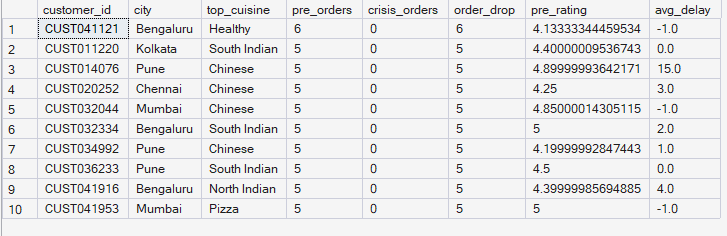 customer_id city top_cuisine pre_orders crisis_orders order_drop pre_rating avg_delay
1 CUST041121 Bengaluru Healthy 6 0 6 4.13333344459534 -1.0
2 CUST011220 Kolkata South Indian 5 0 5 4.40000009536743 0.0
3 CUST014076 Pune Chinese 5 0 5 4.89999993642171 15.0
4 CUST020252 Chennai Chinese 5 0 5 4.25 3.0
5 CUST032044 Mumbai Chinese 5 0 5 4.85000014305115 -1.0
6 CUST032334 Bengaluru South Indian 5 0 5 5 2.0
7 CUST034992 Pune Chinese 5 0 5 4.19999992847443 1.0
8 CUST036233 Pune South Indian 5 0 5 4.5 0.0
9 CUST041916 Bengaluru North Indian 5 0 5 4.39999985694885 4.0
10 CUST041953 Mumbai Pizza 5 0 5 5 -1.0